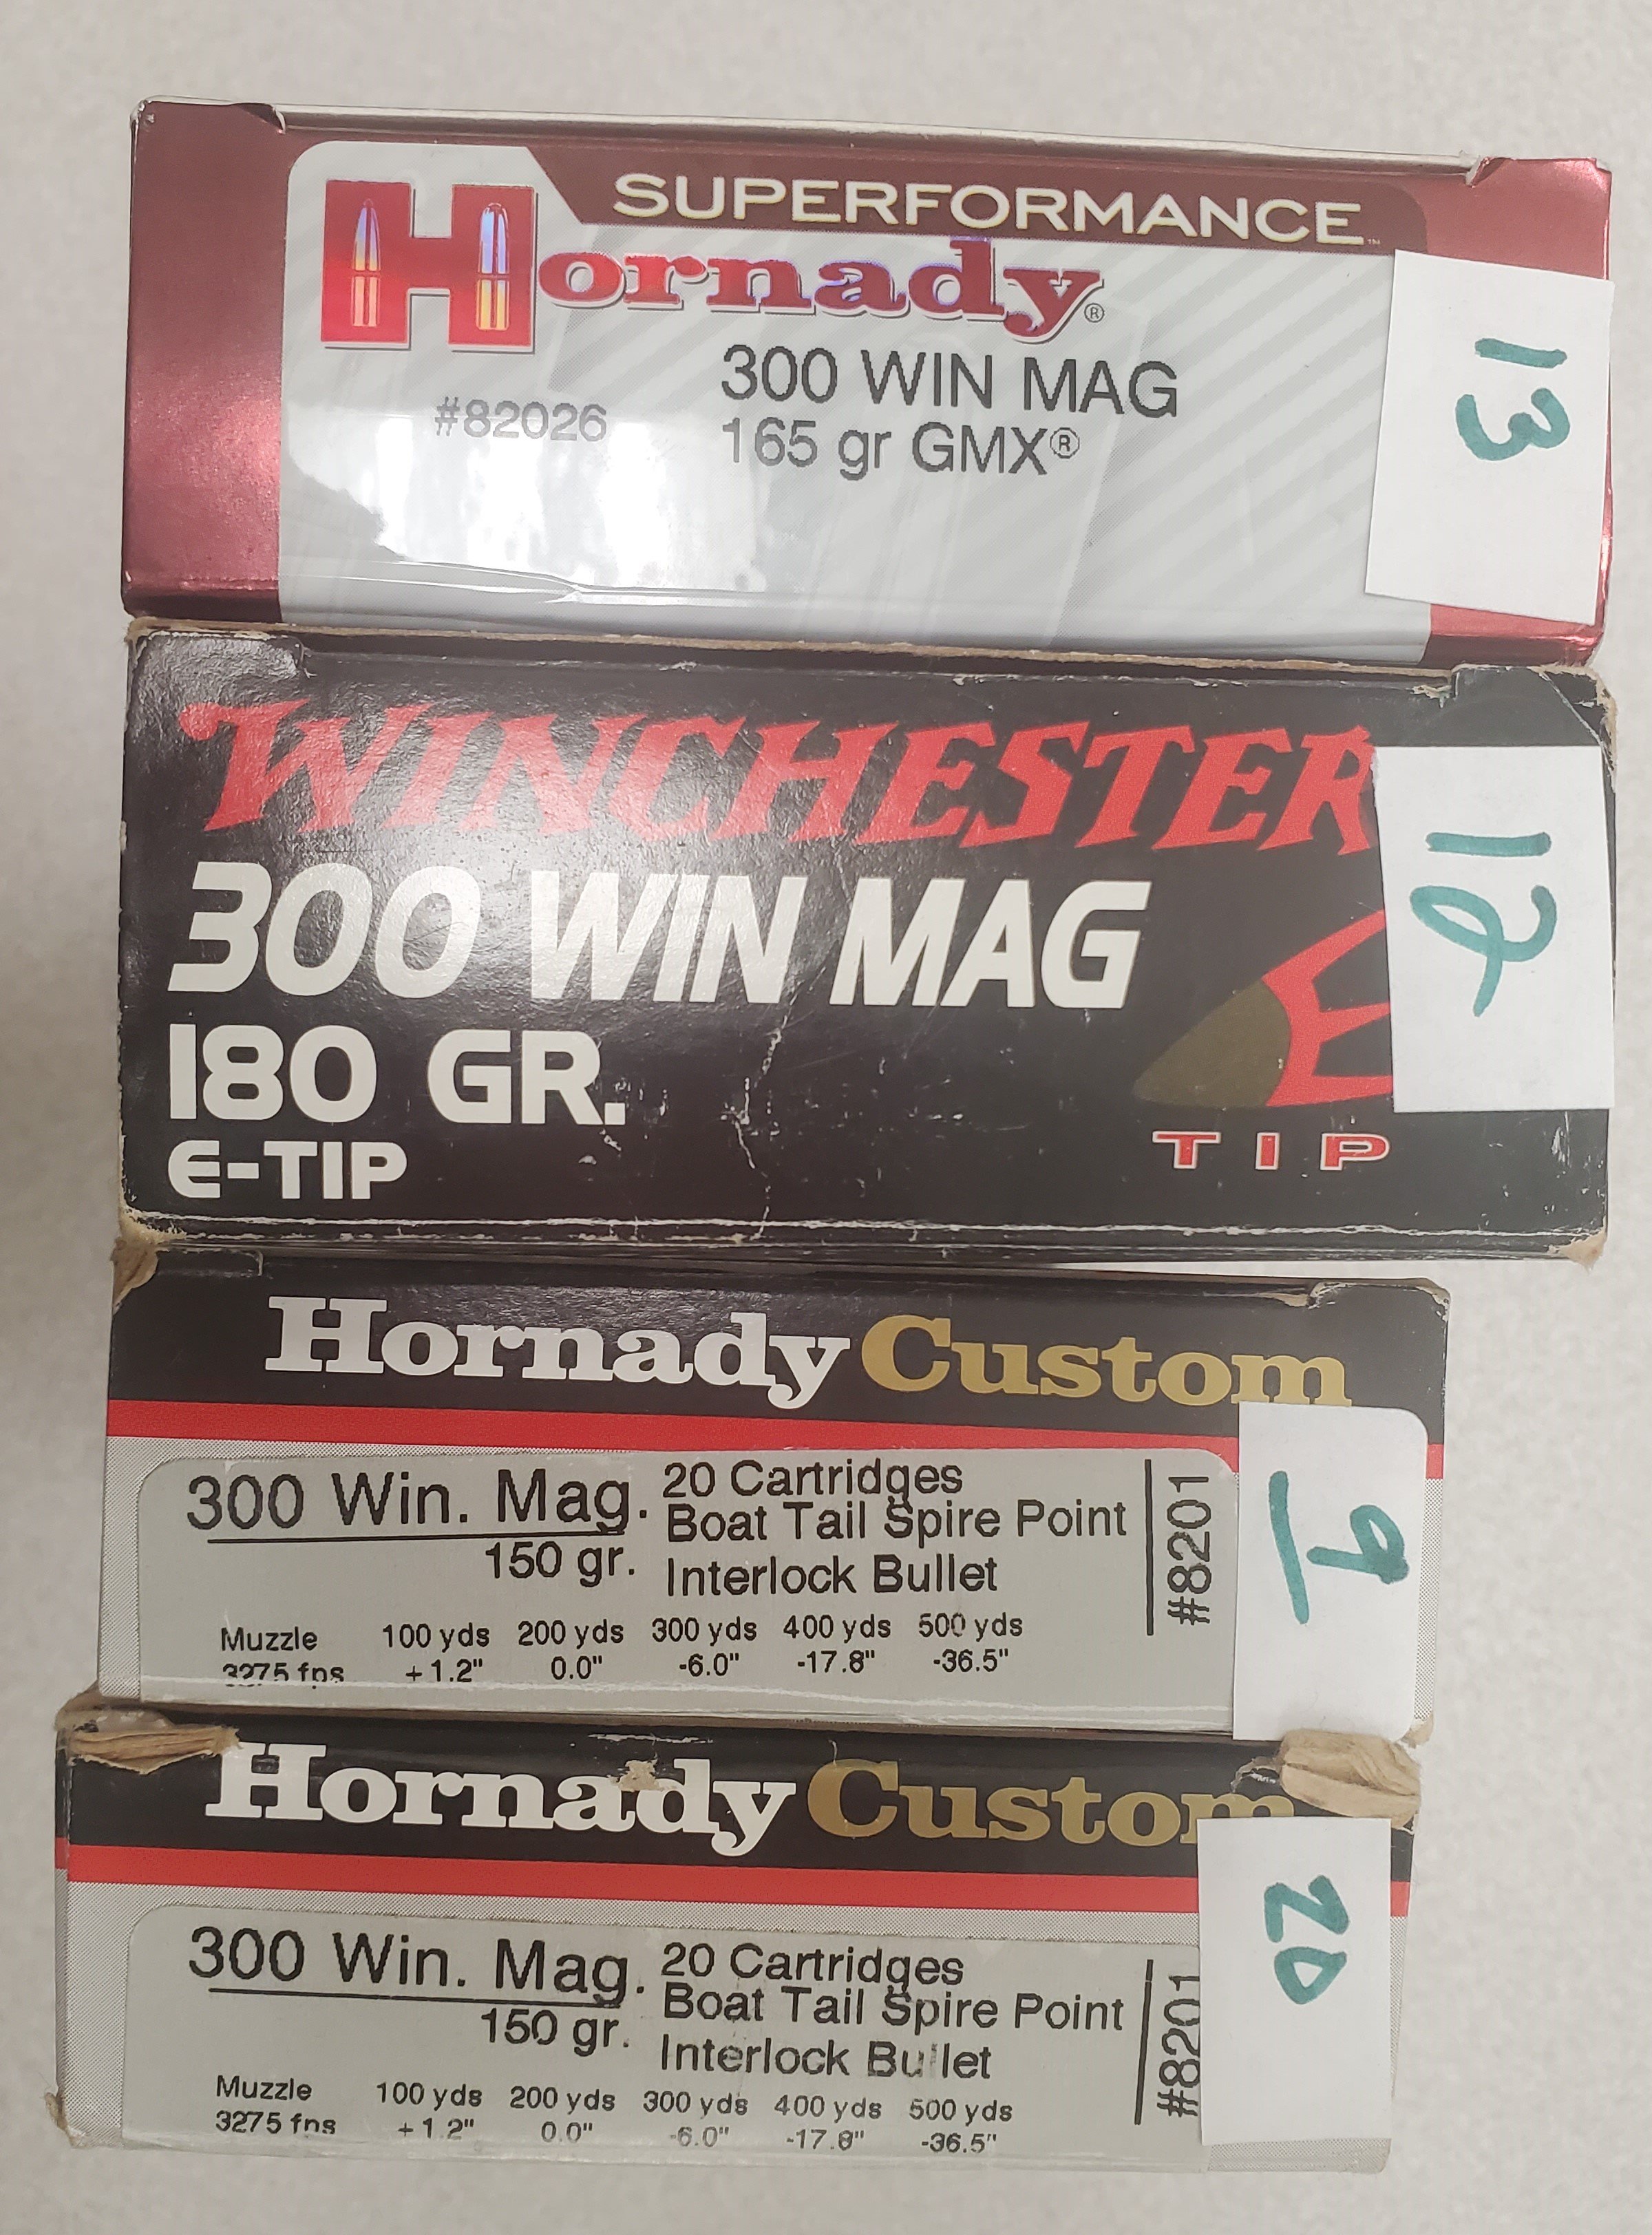 SUPERFORMANCE™
Hornady®
300 WIN MAG
#82026
165 gr GMX®
13
WINCHESTER
300 WIN MAG
180 GR.
E-TIP
E
TIP
12
Hornady Custom
300 Win. Mag.
150 gr.
20 Cartridges
Boat Tail Spire Point
Interlock Bullet
#8201
Muzzle 100 yds 200 yds 300 yds 400 yds 500 yds
3275 fps +1.2" 0.0" -6.0" -17.8" -36.5"
9
Hornady Custom
300 Win. Mag.
150 gr.
20 Cartridges
Boat Tail Spire Point
Interlock Bullet
#8201
Muzzle 100 yds 200 yds 300 yds 400 yds 500 yds
3275 fps +1.2" 0.0" -6.0" -17.8" -36.5"
20